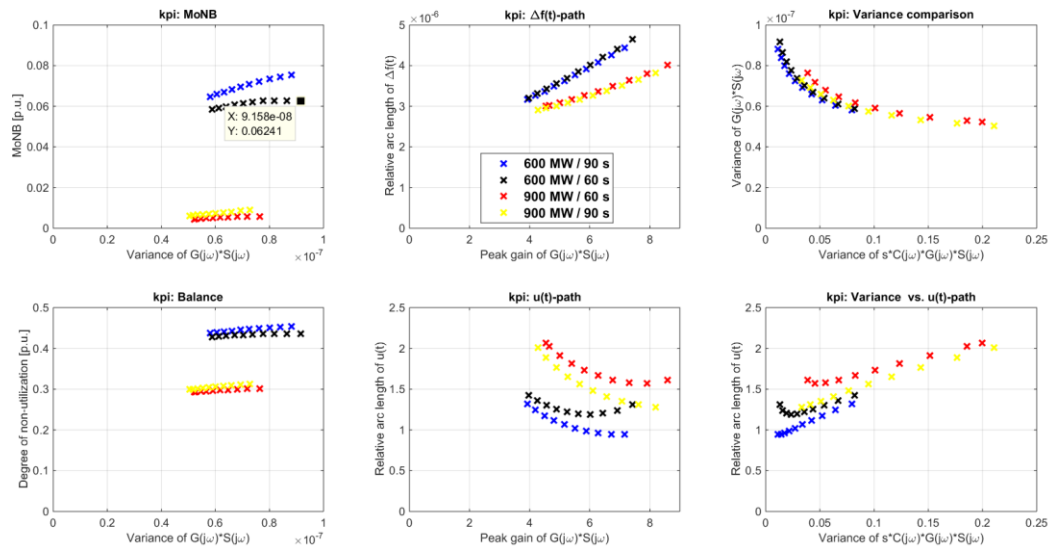 kpi: MoNB
MoNB [p.u.]
0.1
0.08
0.06
0.04
0.02
0
0 0.2 0.4 0.6 0.8 1
×10⁻⁷
Variance of G(jω)*S(jω)
X: 9.158e-08
Y: 0.06241
kpi: Δf(t)-path
×10⁻⁶
Relative arc length of Δf(t)
5
4
3
2
1
0
0 2 4 6 8
Peak gain of G(jω)*S(jω)
600 MW / 90 s
600 MW / 60 s
900 MW / 60 s
900 MW / 90 s
kpi: Variance comparison
×10⁻⁷
Variance of G(jω)*S(jω)
1
0.8
0.6
0.4
0.2
0
0 0.05 0.1 0.15 0.2 0.25
Variance of s*C(jω)*G(jω)*S(jω)
kpi: Balance
Degree of non-utilization [p.u.]
0.5
0.4
0.3
0.2
0.1
0
0 0.2 0.4 0.6 0.8 1
×10⁻⁷
Variance of G(jω)*S(jω)
kpi: u(t)-path
Relative arc length of u(t)
2.5
2
1.5
1
0.5
0
0 2 4 6 8
Peak gain of G(jω)*S(jω)
kpi: Variance vs. u(t)-path
Relative arc length of u(t)
2.5
2
1.5
1
0.5
0
0 0.05 0.1 0.15 0.2 0.25
Variance of s*C(jω)*G(jω)*S(jω)